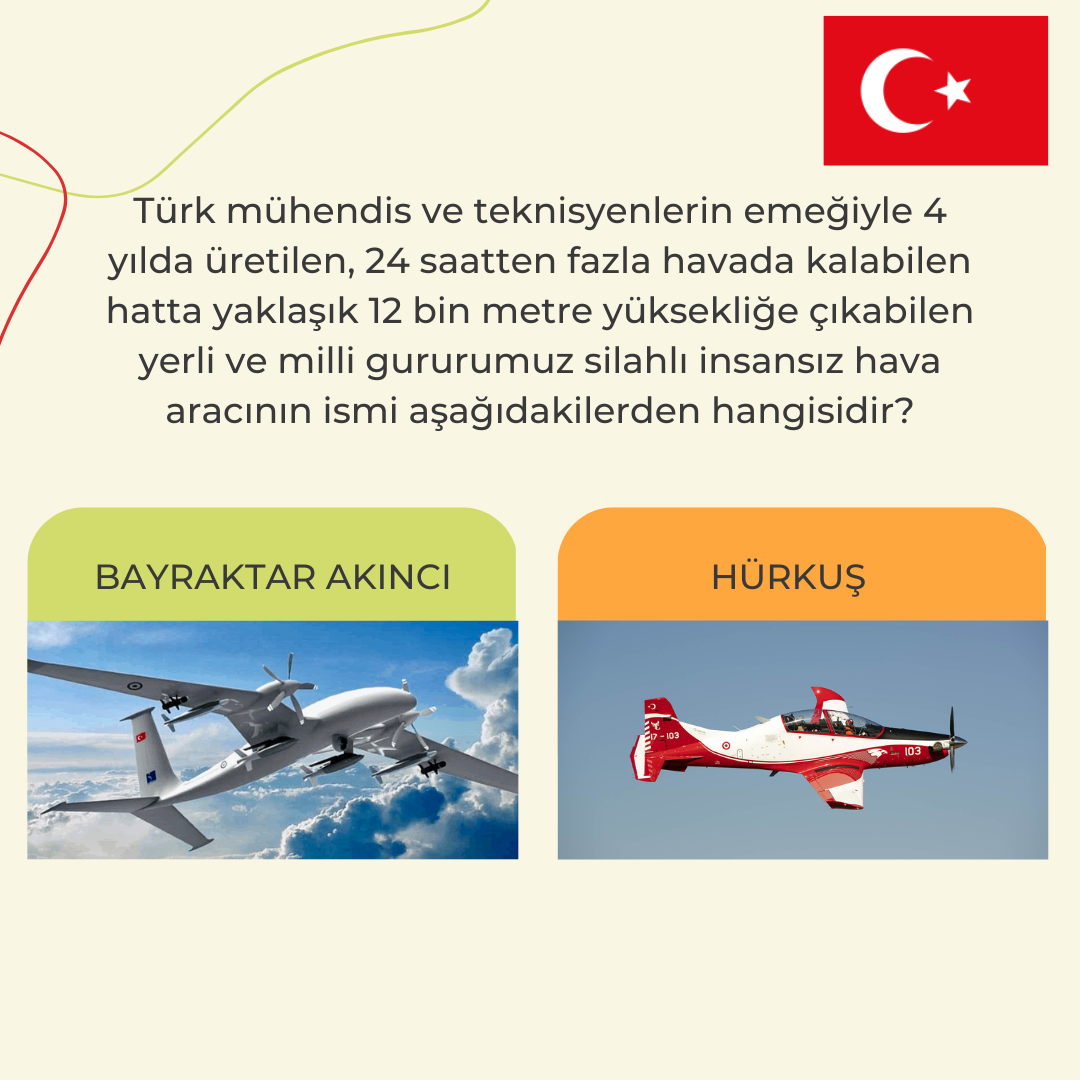 Türk mühendis ve teknisyenlerin emeğiyle 4
yılda üretilen, 24 saatten fazla havada kalabilen
hatta yaklaşık 12 bin metre yüksekliğe çıkabilen
yerli ve milli gururumuz silahlı insansız hava
aracının ismi aşağıdakilerden hangisidir?
BAYRAKTAR AKINCI
HÜRKUŞ
17 - 103
103